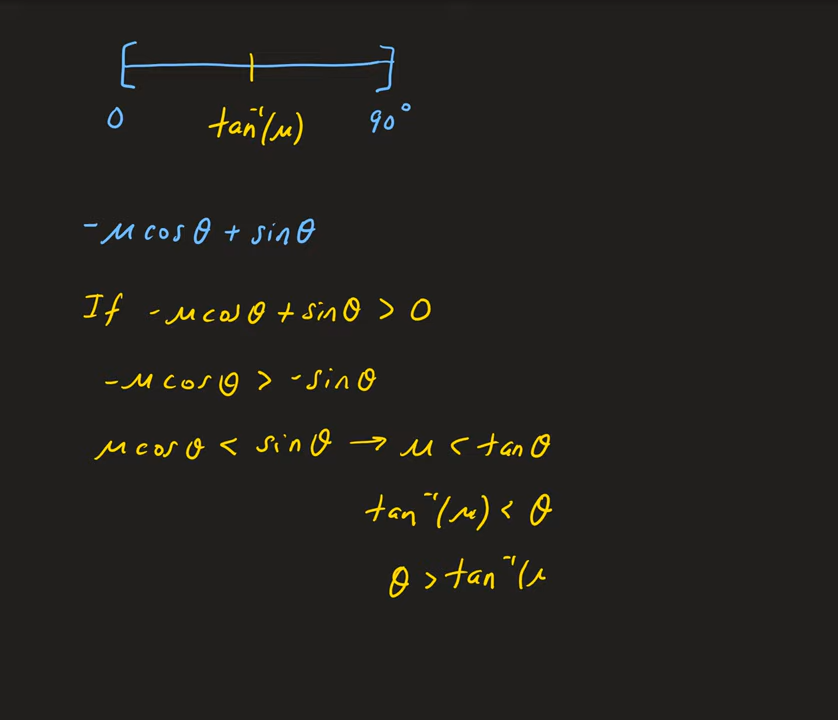 0 tan⁻¹(μ) 90°
-μ cos θ + sin θ
If -μ cos θ + sin θ > 0
-μ cos θ > -sin θ
μ cos θ < sin θ → μ < tan θ
tan⁻¹(μ) < θ
θ > tan⁻¹(μ